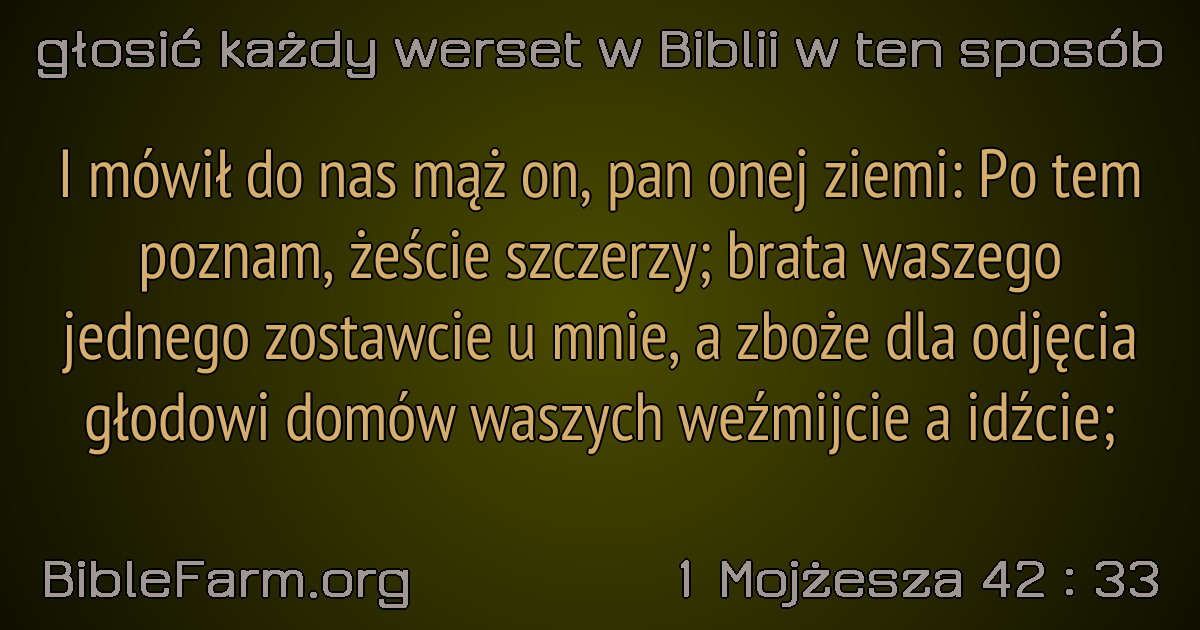 głosić każdy werset w Biblii w ten sposób
I mówił do nas mąż on, pan onej ziemi: Po tem
poznam, żeście szczerzy; brata waszego
jednego zostawcie u mnie, a zboże dla odjęcia
głodowi domów waszych weźmijcie a idźcie;
BibleFarm.org
1 Mojżesza 42 : 33